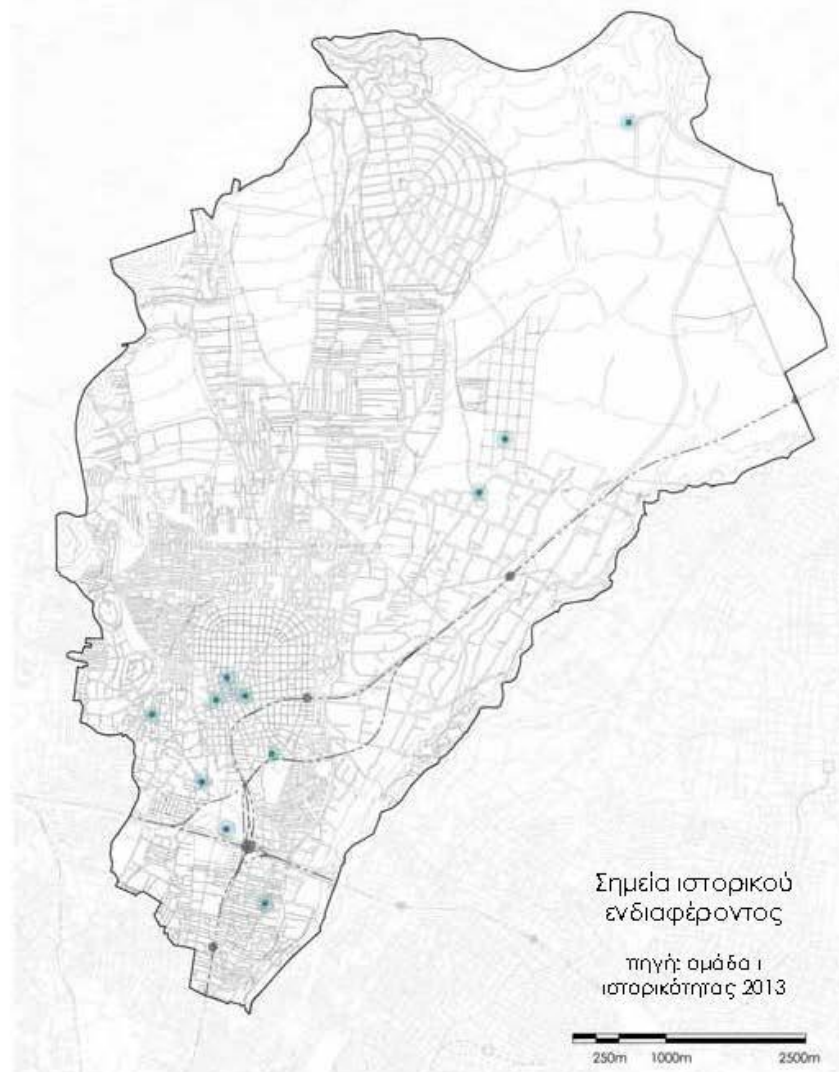 Σημεία ιστορικού
ενδιαφέροντος
πηγή: ομάδα ι
ιστορικότητας 2013
250m 1000m 2500m